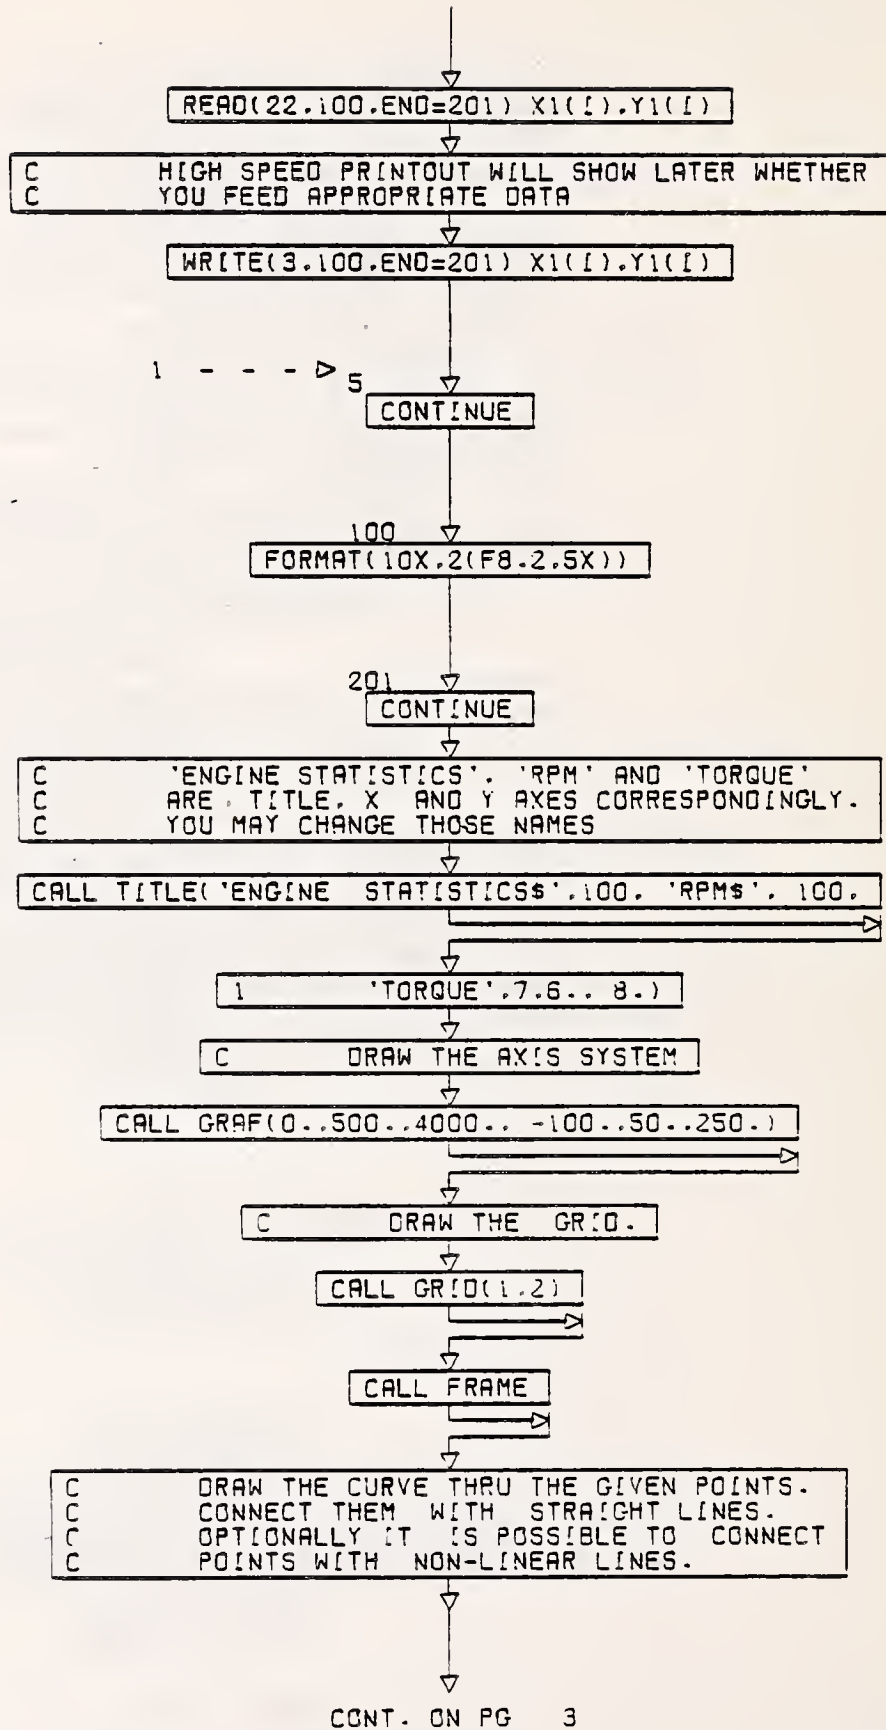 READ(22,100,END=201) X1(I),Y1(I)
C HIGH SPEED PRINTOUT WILL SHOW LATER WHETHER
C YOU FEED APPROPRIATE DATA
WRITE(3,100,END=201) X1(I),Y1(I)
1 - - - 
5
CONTINUE
100
FORMAT(10X,2(F8.2,5X))
201
CONTINUE
C 'ENGINE STATISTICS', 'RPM' AND 'TORQUE'
C ARE, TITLE, X AND Y AXES CORRESPONDINGLY.
C YOU MAY CHANGE THOSE NAMES
CALL TITLE('ENGINE STATISTICS$',100, 'RPM$', 100,
1 'TORQUE',7,6., 8.)
C DRAW THE AXIS SYSTEM
CALL GRAF(0.,500.,4000., -100.,50.,250.)
C DRAW THE GRID.
CALL GRID(1,2)
CALL FRAME
C DRAW THE CURVE THRU THE GIVEN POINTS.
C CONNECT THEM WITH STRAIGHT LINES.
C OPTIONALLY IT IS POSSIBLE TO CONNECT
C POINTS WITH NON-LINEAR LINES.
CONT. ON PG 3